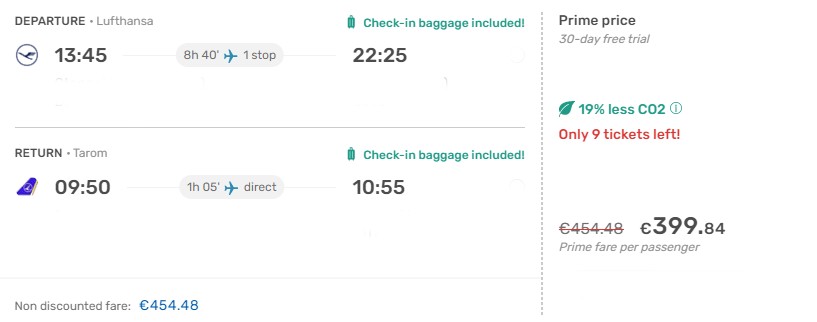 DEPARTURE • Lufthansa
Check-in baggage included!
13:45
8h 40' 1 stop
22:25
RETURN • Tarom
Check-in baggage included!
09:50
1h 05' direct
10:55
Non discounted fare: €454.48
Prime price
30-day free trial
19% less CO2
Only 9 tickets left!
€454.48 €399.84
Prime fare per passenger